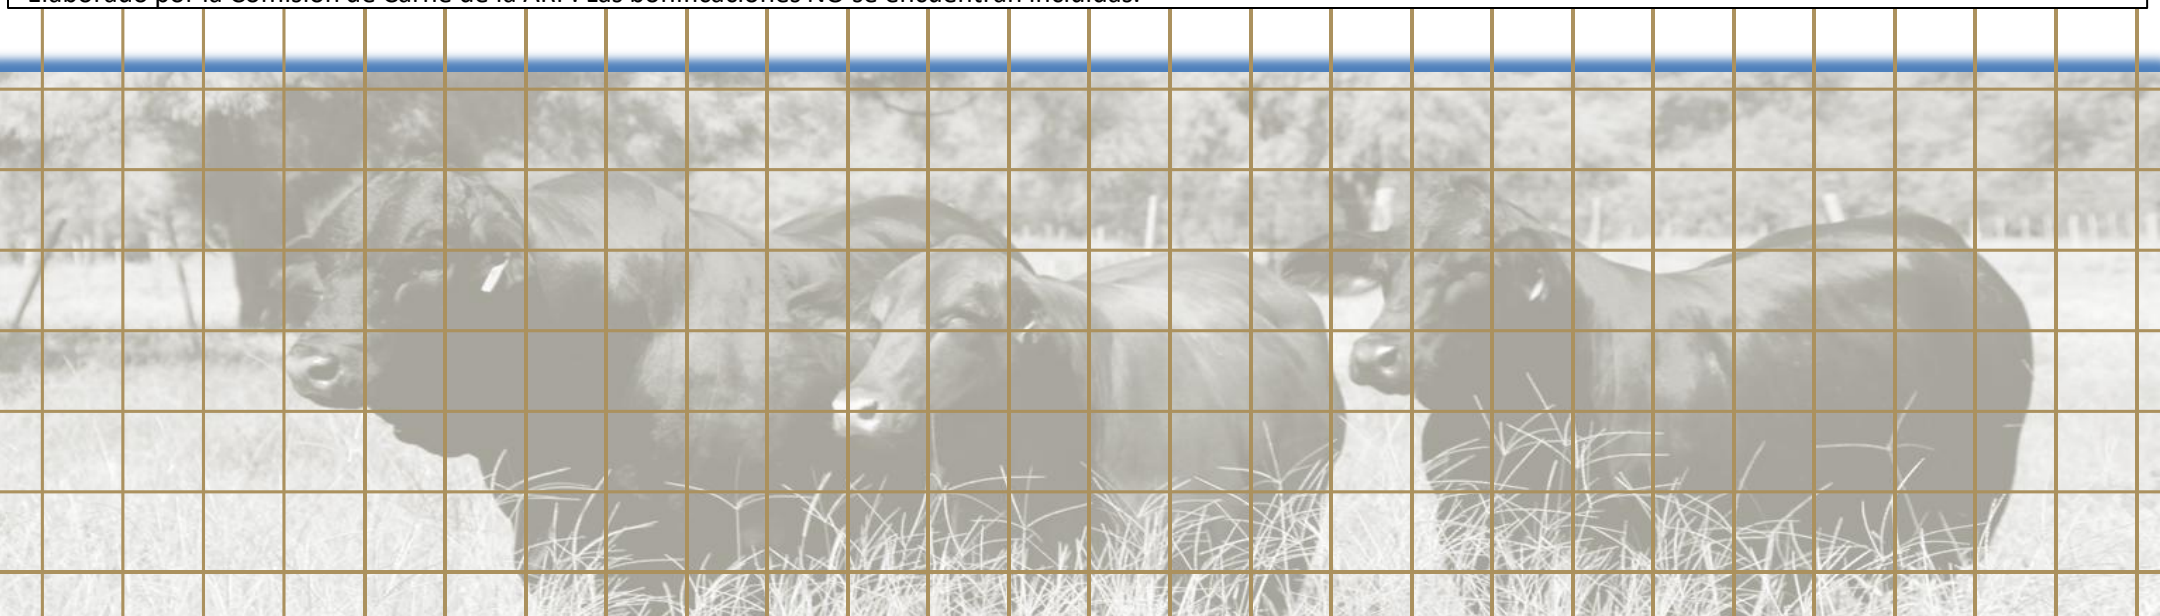 Elaborado por la Comisión de Carne de la ARP. Las bonificaciones NO se encuentran incluidas.